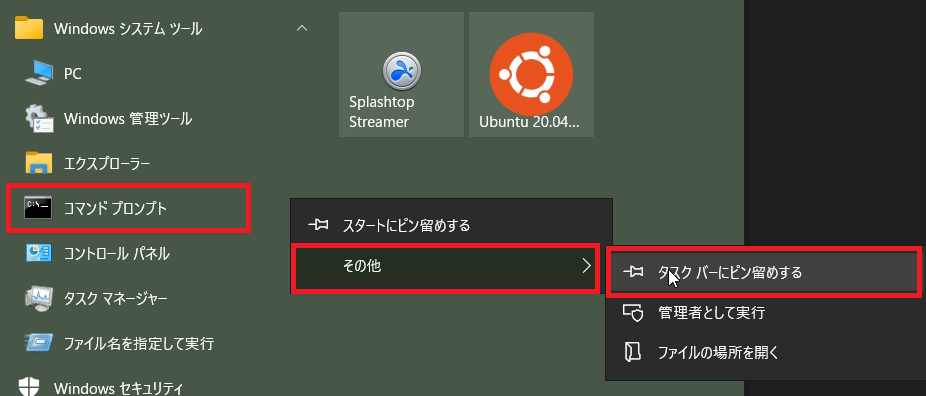 Windows システム ツール
PC
Windows 管理ツール
エクスプローラー
コマンド プロンプト
コントロール パネル
タスク マネージャー
ファイル名を指定して実行
Windows セキュリティ
Splashtop
Streamer
Ubuntu 20.04...
スタートにピン留めする
その他
タスク バーにピン留めする
管理者として実行
ファイルの場所を開く